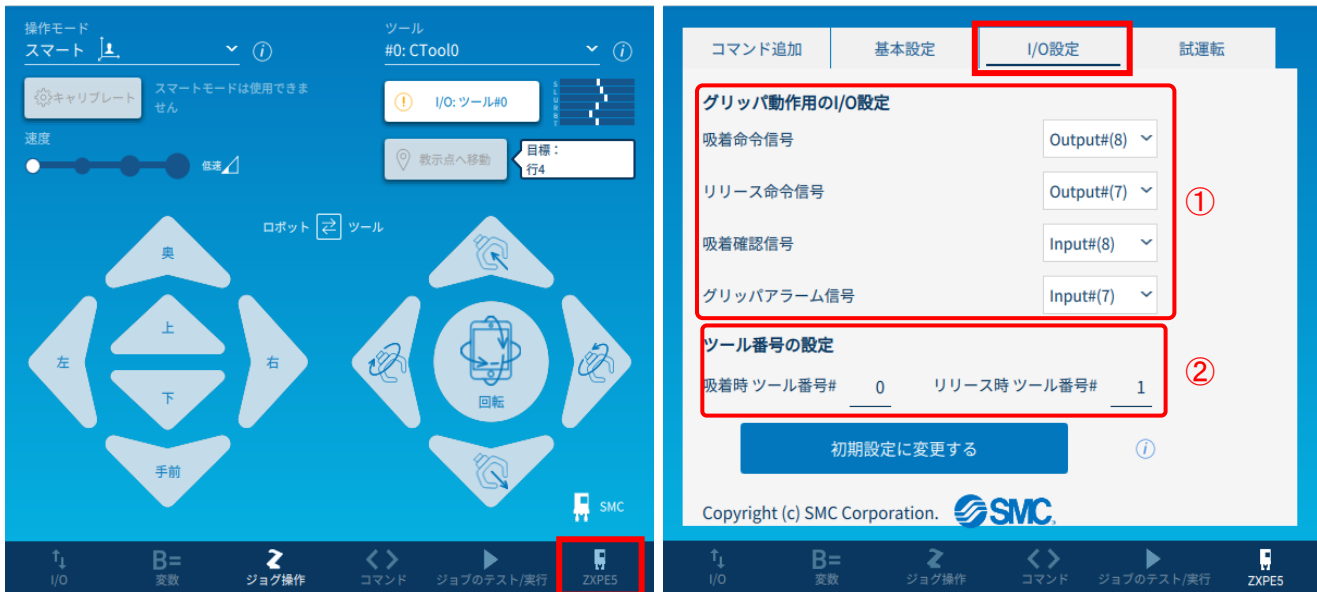 操作モード
スマート
ツール
#0: CTool0
キャリブレート
スマートモードは使用できま
せん
I/O: ツール#0
S
L
U
R
B
T
速度
低速
教示点へ移動
目標：
行4
ロボット
ツール
奥
上
左
右
下
手前
回転
SMC
I/O
B=
変数
ジョグ操作
コマンド
ジョブのテスト/実行
ZXPE5
コマンド追加
基本設定
I/O設定
試運転
グリッパ動作用のI/O設定
吸着命令信号 Output#(8)
リリース命令信号 Output#(7)
①
吸着確認信号 Input#(8)
グリッパアラーム信号 Input#(7)
ツール番号の設定
②
吸着時 ツール番号# 0 リリース時 ツール番号# 1
初期設定に変更する
Copyright (c) SMC Corporation. SMC
I/O
B=
変数
ジョグ操作
コマンド
ジョブのテスト/実行
ZXPE5